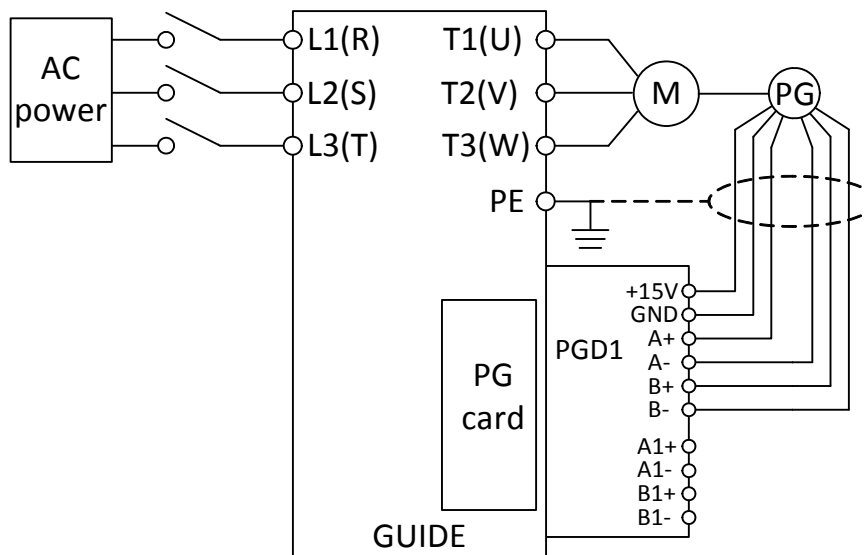 AC
power
L1(R)
L2(S)
L3(T)
T1(U)
T2(V)
T3(W)
PE
M
PG
+15V
GND
A+
A-
B+
B-
A1+
A1-
B1+
B1-
PGD1
PG
card
GUIDE